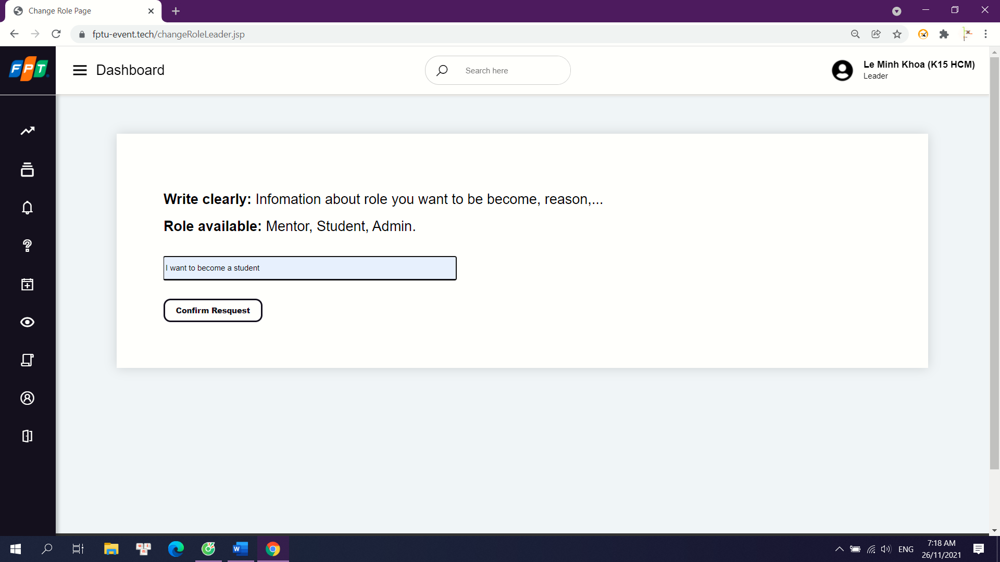 Change Role Page
fptu-event.tech/changeRoleLeader.jsp
FPT
Dashboard
Search here
Le Minh Khoa (K15 HCM)
Leader
Write clearly: Infomation about role you want to be become, reason,...
Role available: Mentor, Student, Admin.
I want to become a student
Confirm Resquest
ENG
7:18 AM
26/11/2021